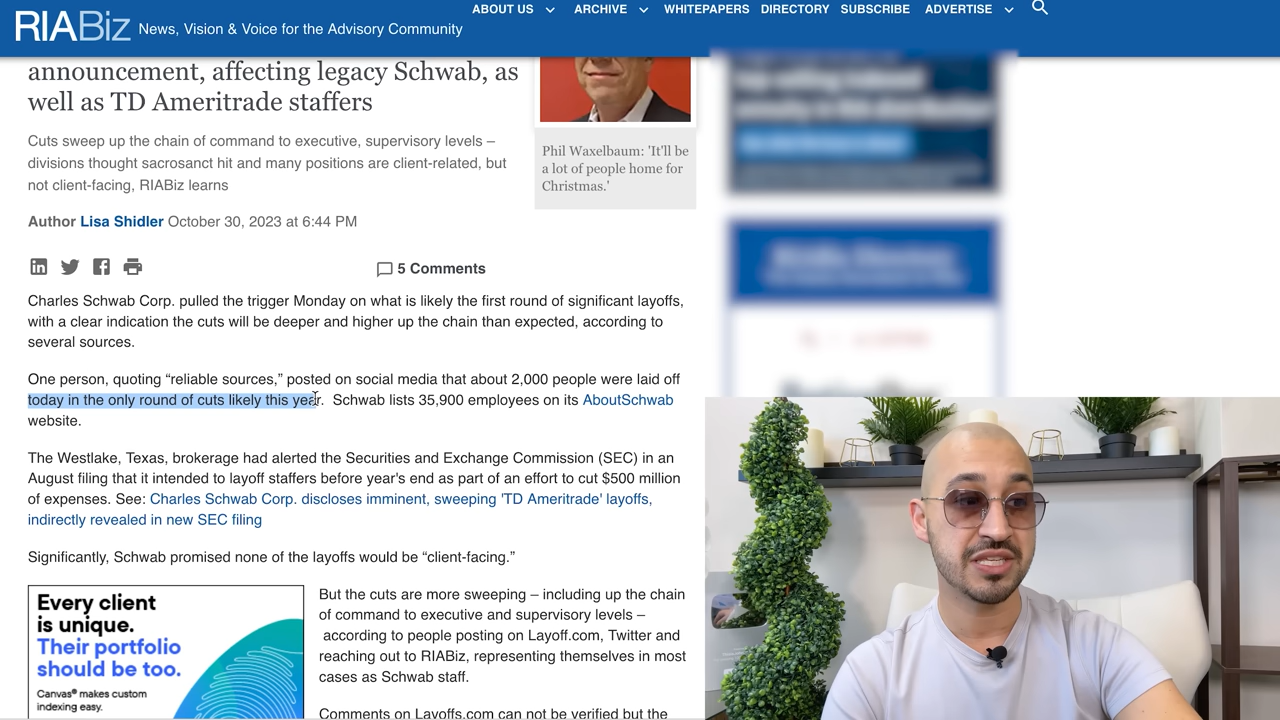 RIABiz News, Vision & Voice for the Advisory Community
ABOUT US ARCHIVE WHITEPAPERS DIRECTORY SUBSCRIBE ADVERTISE
announcement, affecting legacy Schwab, as
well as TD Ameritrade staffers
Cuts sweep up the chain of command to executive, supervisory levels –
divisions thought sacrosanct hit and many positions are client-related, but
not client-facing, RIABiz learns
Phil Waxelbaum: 'It'll be
a lot of people home for
Christmas.'
Author Lisa Shidler October 30, 2023 at 6:44 PM
5 Comments
Charles Schwab Corp. pulled the trigger Monday on what is likely the first round of significant layoffs,
with a clear indication the cuts will be deeper and higher up the chain than expected, according to
several sources.
One person, quoting “reliable sources,” posted on social media that about 2,000 people were laid off
today in the only round of cuts likely this year. Schwab lists 35,900 employees on its AboutSchwab
website.
The Westlake, Texas, brokerage had alerted the Securities and Exchange Commission (SEC) in an
August filing that it intended to layoff staffers before year's end as part of an effort to cut $500 million
of expenses. See: Charles Schwab Corp. discloses imminent, sweeping 'TD Ameritrade' layoffs,
indirectly revealed in new SEC filing
Significantly, Schwab promised none of the layoffs would be “client-facing.”
Every client
is unique.
Their portfolio
should be too.
Canvas® makes custom
indexing easy.
But the cuts are more sweeping – including up the chain
of command to executive and supervisory levels –
according to people posting on Layoff.com, Twitter and
reaching out to RIABiz, representing themselves in most
cases as Schwab staff.
Comments on Layoffs.com can not be verified but the